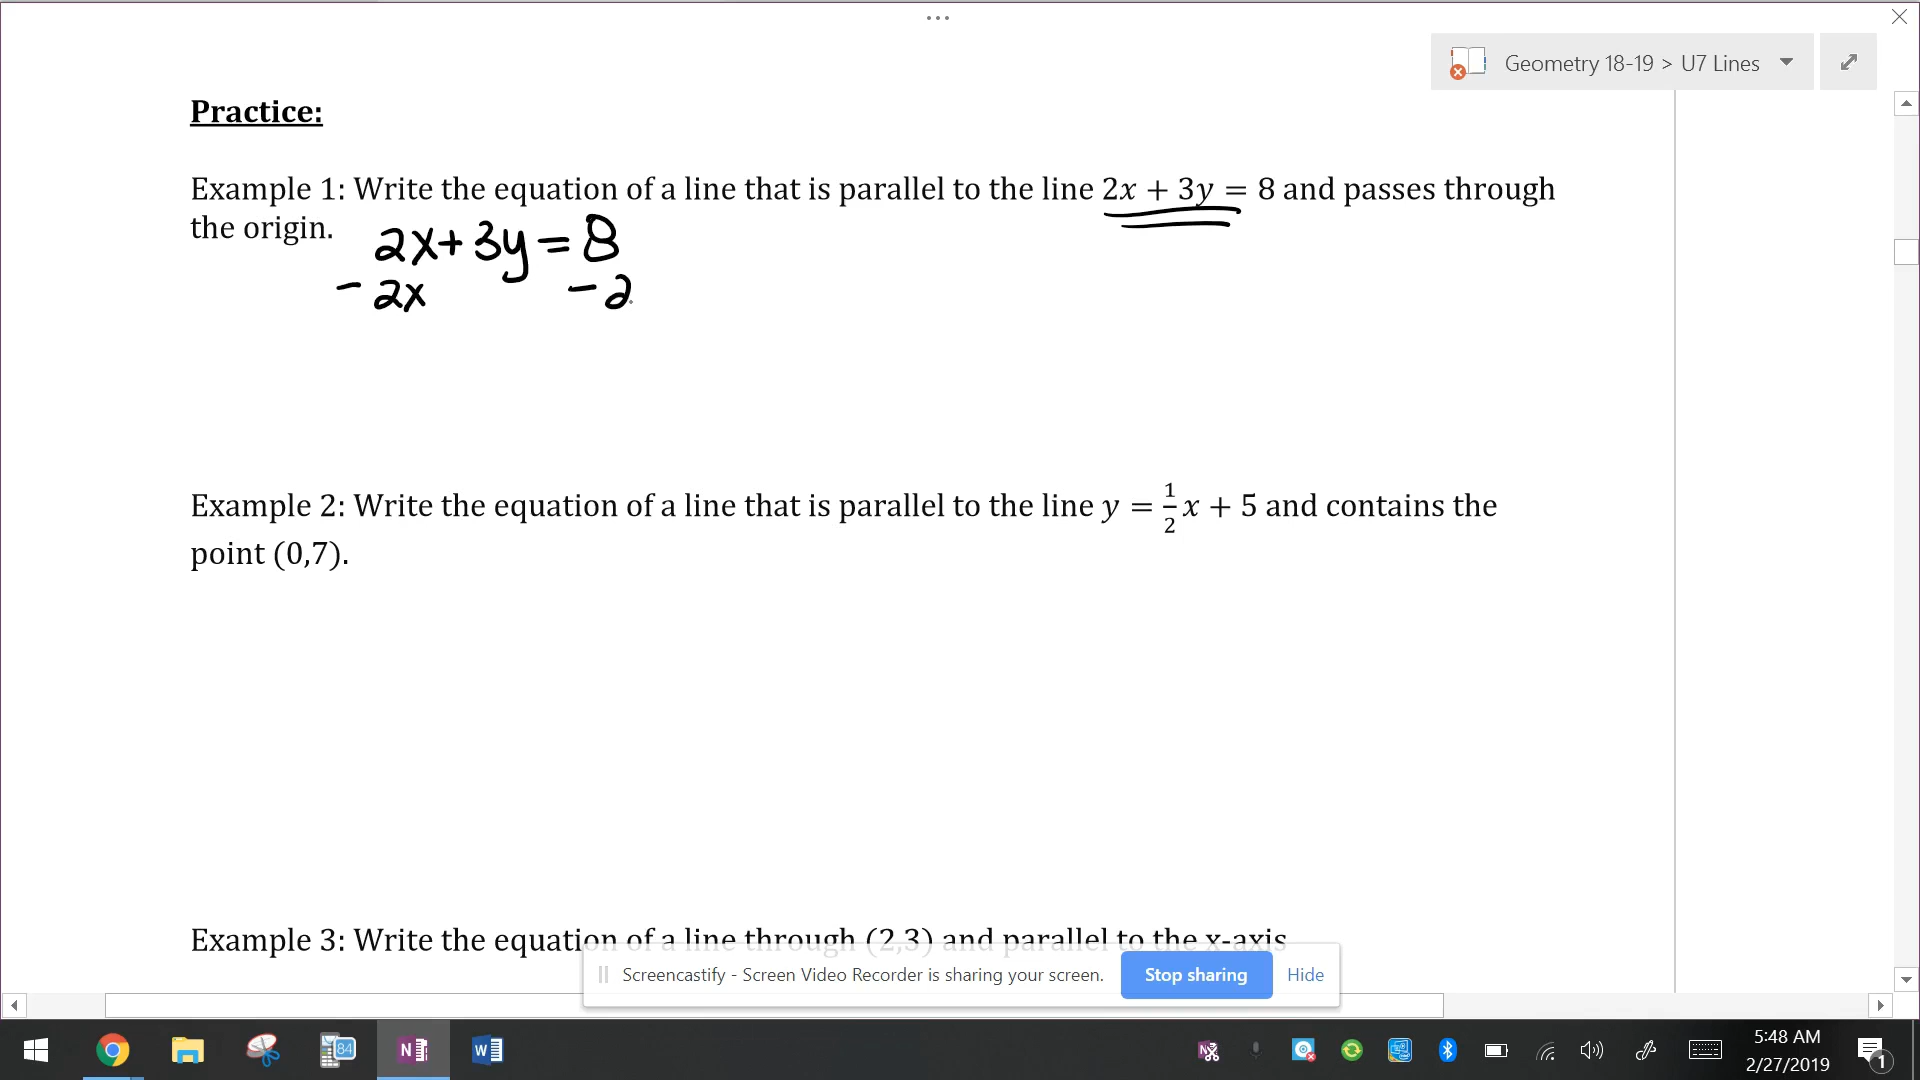 Geometry 18-19 > U7 Lines
Practice:
Example 1: Write the equation of a line that is parallel to the line 2x + 3y = 8 and passes through
the origin.
2x+3y=8
-2x -2
Example 2: Write the equation of a line that is parallel to the line y = 1/2 x + 5 and contains the
point (0,7).
Example 3: Write the equation of a line through (2,3) and parallel to the x-axis
Screencastify - Screen Video Recorder is sharing your screen. Stop sharing Hide
84
N
W
5:48 AM
2/27/2019
1